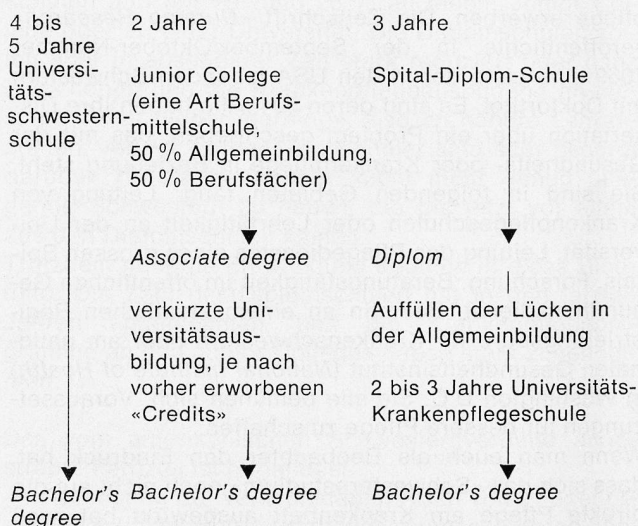 4 bis
5 Jahre
Universi-
täts-
schwestern-
schule
2 Jahre
Junior College
(eine Art Berufs-
mittelschule,
50 % Allgemeinbildung,
50 % Berufsfächer)
Associate degree
verkürzte Uni-
versitätsaus-
bildung, je nach
vorher erworbenen
«Credits»
3 Jahre
Spital-Diplom-Schule
Diplom
Auffüllen der Lücken in
der Allgemeinbildung
2 bis 3 Jahre Universitäts-
Krankenpflegeschule
Bachelor's
degree
Bachelor's degree
Bachelor's degree